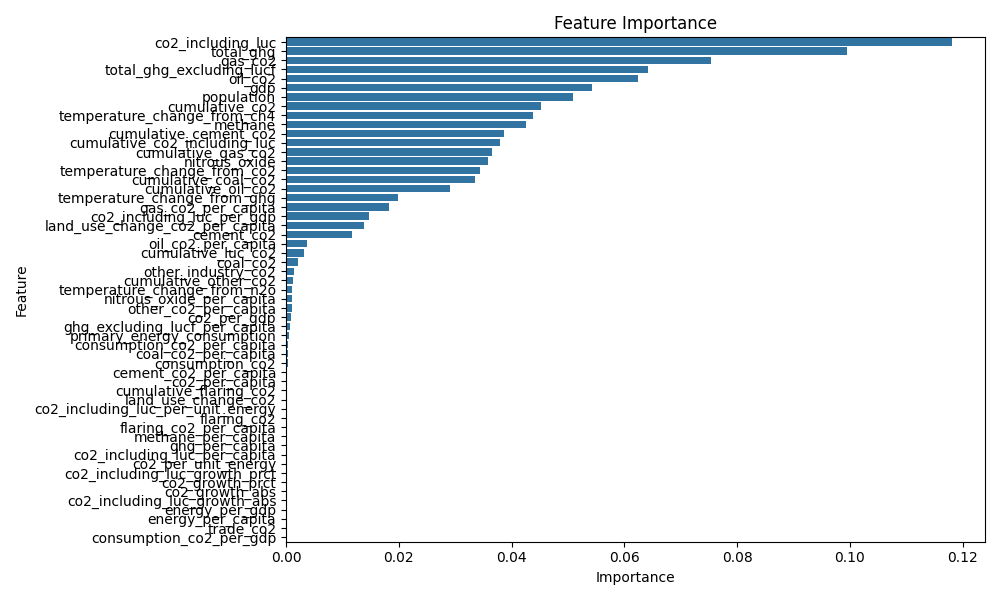 Feature Importance
co2_including_luc
total_ghg
gas_co2
total_ghg_excluding_lucf
oil_co2
gdp
population
cumulative_co2
temperature_change_from_ch4
methane
cumulative_cement_co2
cumulative_co2_including_luc
cumulative_gas_co2
nitrous_oxide
temperature_change_from_co2
cumulative_coal_co2
cumulative_oil_co2
temperature_change_from_ghg
gas_co2_per_capita
co2_including_luc_per_gdp
land_use_change_co2_per_capita
cement_co2
oil_co2_per_capita
cumulative_luc_co2
coal_co2
other_industry_co2
cumulative_other_co2
temperature_change_from_n2o
nitrous_oxide_per_capita
other_co2_per_capita
co2_per_gdp
ghg_excluding_lucf_per_capita
primary_energy_consumption
consumption_co2_per_capita
coal_co2_per_capita
consumption_co2
cement_co2_per_capita
co2_per_capita
cumulative_flaring_co2
land_use_change_co2
co2_including_luc_per_unit_energy
flaring_co2
flaring_co2_per_capita
methane_per_capita
ghg_per_capita
co2_including_luc_per_capita
co2_per_unit_energy
co2_including_luc_growth_prct
co2_growth_prct
co2_growth_abs
co2_including_luc_growth_abs
energy_per_gdp
energy_per_capita
trade_co2
consumption_co2_per_gdp
Feature
0.00 0.02 0.04 0.06 0.08 0.10 0.12
Importance